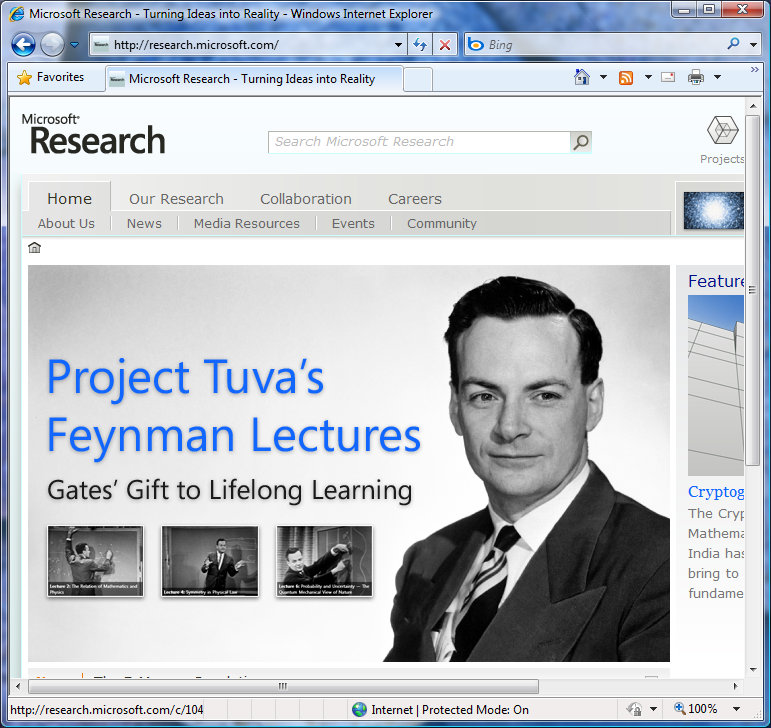 Microsoft Research - Turning Ideas into Reality - Windows Internet Explorer
http://research.microsoft.com/
Bing
Favorites
Microsoft Research - Turning Ideas into Reality
Microsoft®
Research
Search Microsoft Research
Projects
Home
Our Research
Collaboration
Careers
About Us
News
Media Resources
Events
Community
Feature
Project Tuva's
Feynman Lectures
Gates' Gift to Lifelong Learning
Lecture 2: The Relation of Mathematics and
Physics
Lecture 4: Symmetry in Physical Law
Lecture 6: Probability and Uncertainty — The
Quantum Mechanical View of Nature
Cryptog
The Cryp
Mathema
India has
bring to
fundame
http://research.microsoft.com/c/104
Internet | Protected Mode: On
100%